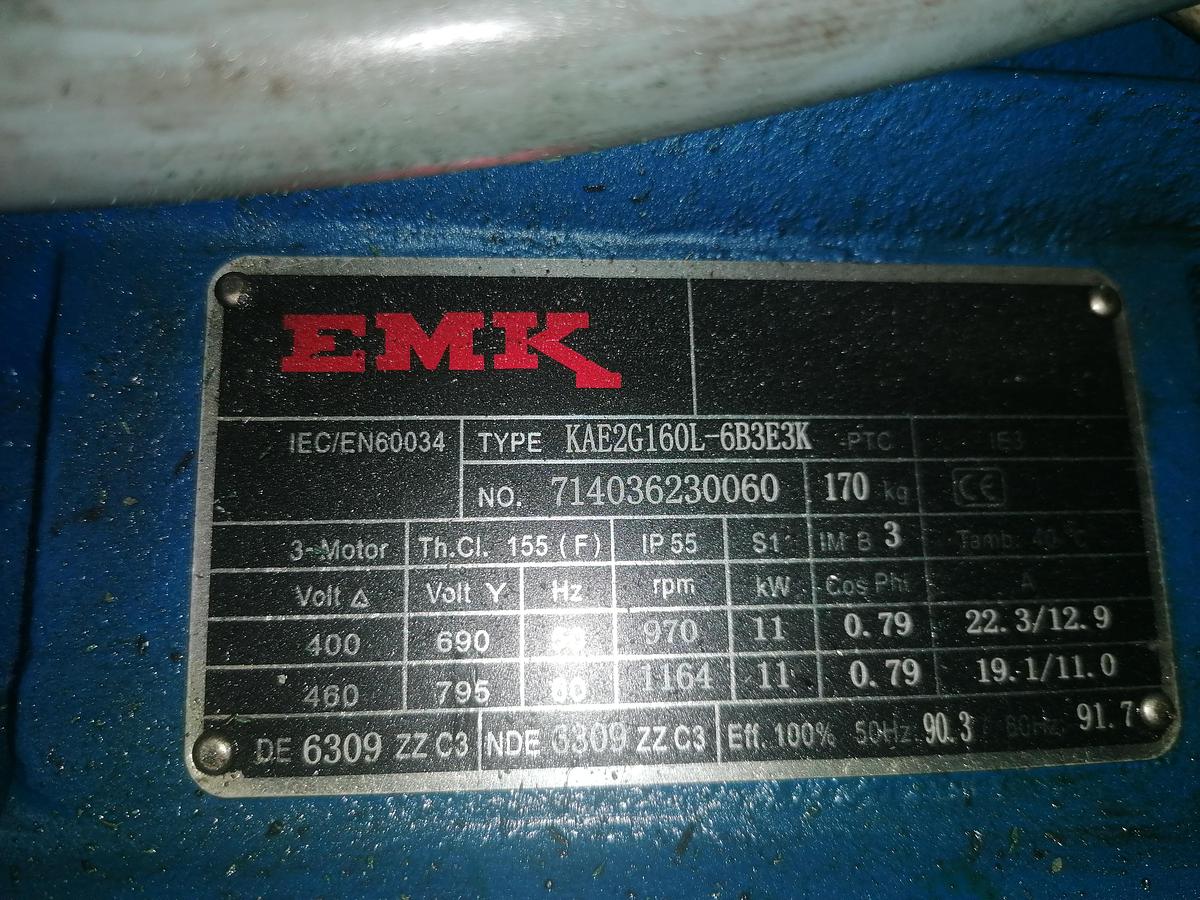 EMK
IEC/EN60034 TYPE KAE2G160L-6B3E3K PTC IE3
NO. 714036230060 170 kg CE
3~Motor Th.Cl. 155 (F) IP 55 S1 IM B 3 Tamb. 40 °C
Volt △ Volt Y Hz rpm kW Cos Phi A
400 690 50 970 11 0.79 22.3/12.9
460 795 60 1164 11 0.79 19.1/11.0
DE 6309 ZZ C3 NDE 6309 ZZ C3 Eff. 100% 50Hz: 90.3 / 60Hz: 91.7